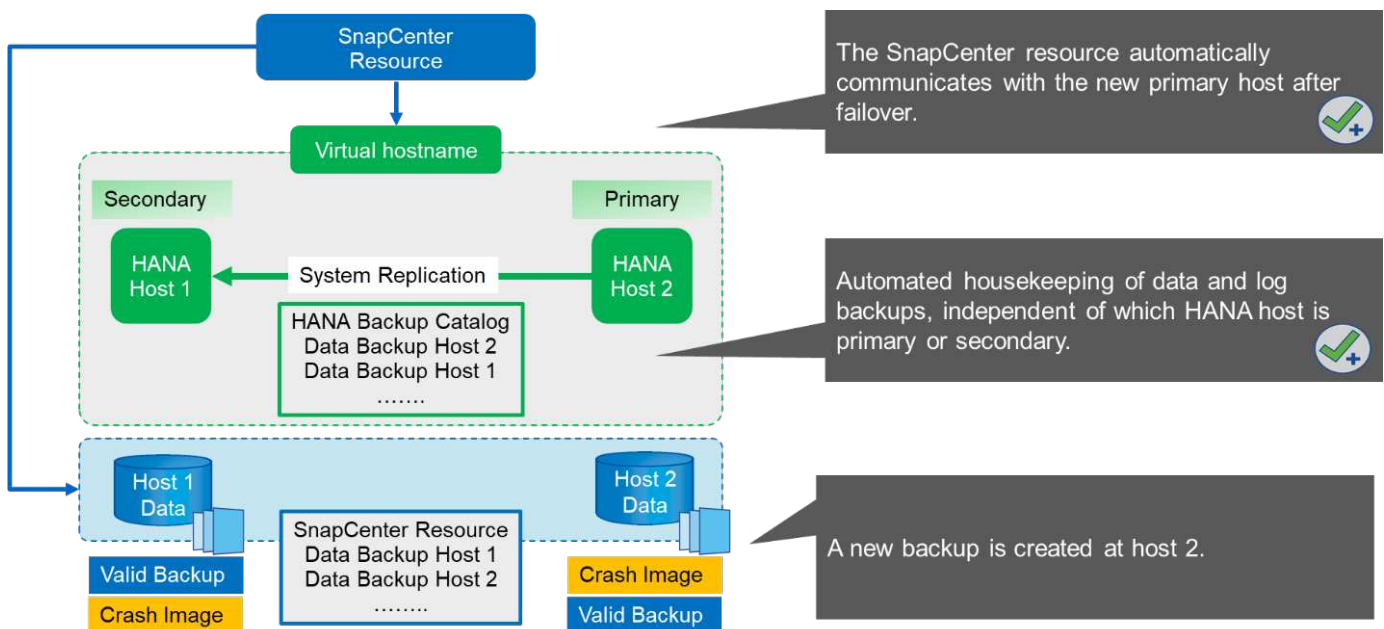 SnapCenter
Resource
The SnapCenter resource automatically
communicates with the new primary host after
failover.
Virtual hostname
Secondary
Primary
HANA
Host 1
System Replication
HANA
Host 2
HANA Backup Catalog
Data Backup Host 2
Data Backup Host 1
.......
Automated housekeeping of data and log
backups, independent of which HANA host is
primary or secondary.
Host 1
Data
Host 2
Data
SnapCenter Resource
Data Backup Host 1
Data Backup Host 2
........
Valid Backup
Crash Image
Crash Image
Valid Backup
A new backup is created at host 2.